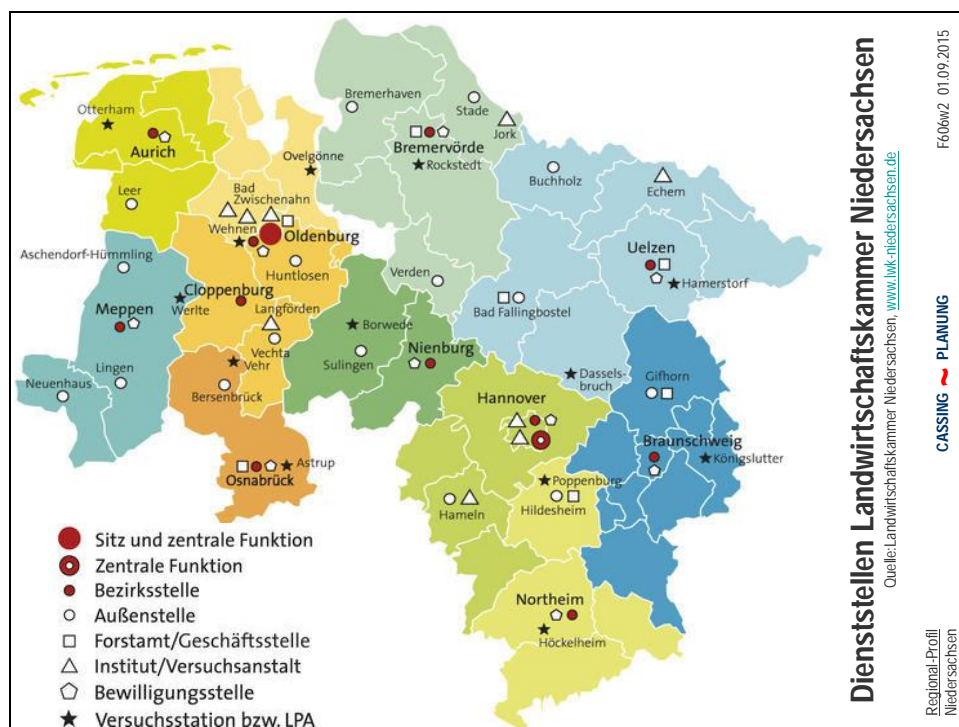 Otterham
Aurich
Leer
Aschendorf-Hümmling
Meppen
Werlte
Lingen
Neuenhaus
Ovelgönne
Bad
Zwischenahn
Wehnen
Oldenburg
Huntlosen
Cloppenburg
Langförden
Vechta
Vehr
Bersenbrück
Astrup
Osnabrück
Bremerhaven
Stade
Jork
Bremervörde
Rockstedt
Verden
Buchholz
Echem
Uelzen
Hamerstorf
Bad Fallingbostel
Dassels-
bruch
Borwede
Sulingen
Nienburg
Hannover
Gifhorn
Braunschweig
Königslutter
Poppenburg
Hildesheim
Hameln
Northeim
Höckelheim
Sitz und zentrale Funktion
Zentrale Funktion
Bezirksstelle
Außenstelle
Forstamt/Geschäftsstelle
Institut/Versuchsanstalt
Bewilligungsstelle
Versuchsstation bzw. LPA
Dienststellen Landwirtschaftskammer Niedersachsen
Quelle:Landwirtschaftskammer Niedersachsen, www.lwk-niedersachsen.de
Regional-Profil
Niedersachsen
CASSING ~ PLANUNG
F606w2 01.09.2015